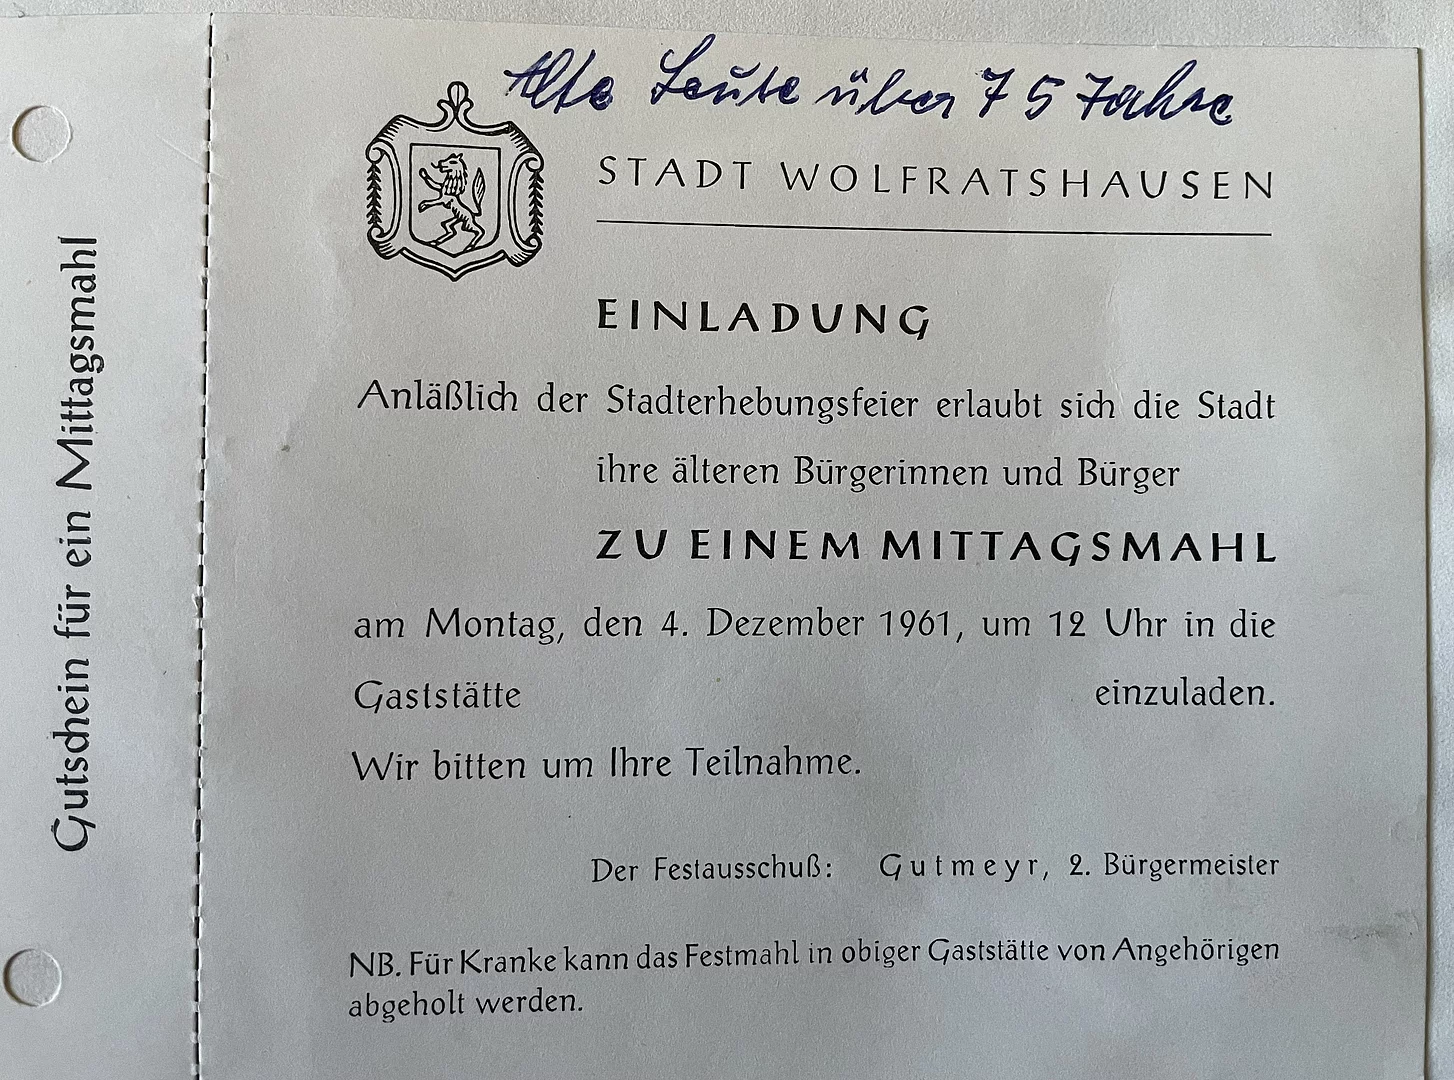 Gutschein für ein Mittagsmahl
Alte Leute über 75 Jahre
STADT WOLFRATSHAUSEN
EINLADUNG
Anläßlich der Stadterhebungsfeier erlaubt sich die Stadt
ihre älteren Bürgerinnen und Bürger
ZU EINEM MITTAGSMAHL
am Montag, den 4. Dezember 1961, um 12 Uhr in die
Gaststätte einzuladen.
Wir bitten um Ihre Teilnahme.
Der Festausschuß: Gutmeyr, 2. Bürgermeister
NB. Für Kranke kann das Festmahl in obiger Gaststätte von Angehörigen
abgeholt werden.